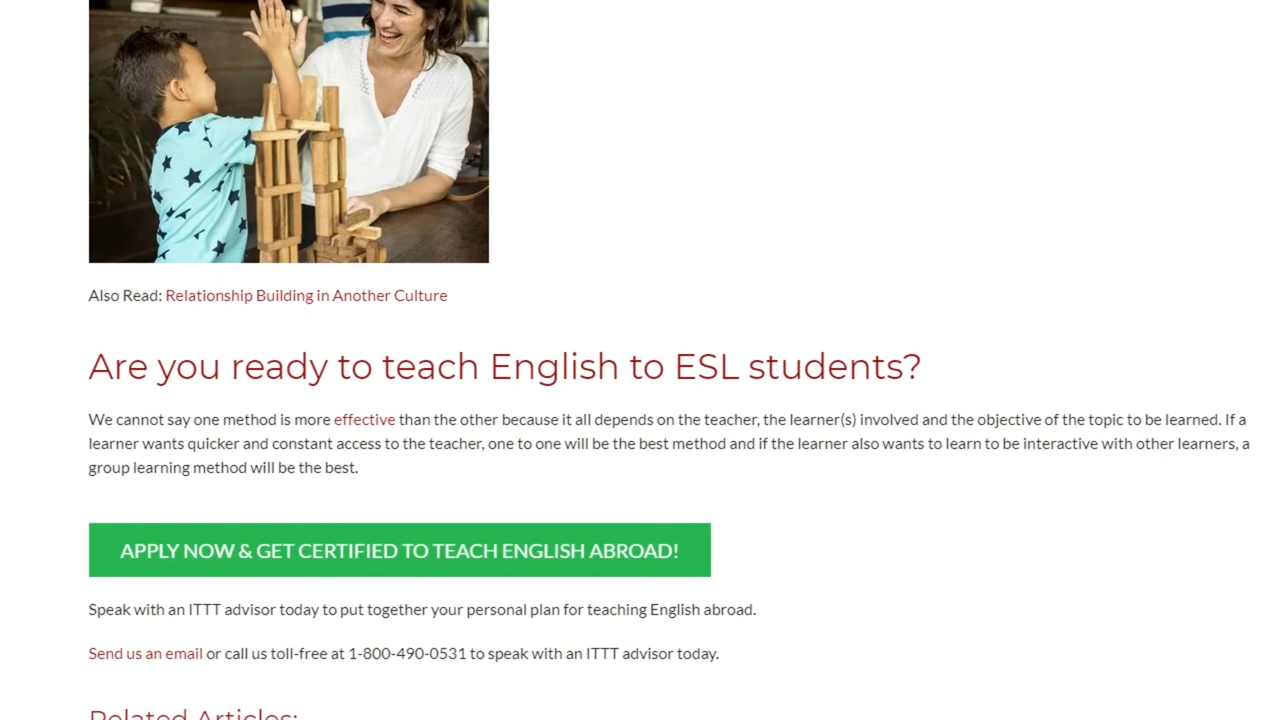 Also Read: Relationship Building in Another Culture
Are you ready to teach English to ESL students?
We cannot say one method is more effective than the other because it all depends on the teacher, the learner(s) involved and the objective of the topic to be learned. If a
learner wants quicker and constant access to the teacher, one to one will be the best method and if the learner also wants to learn to be interactive with other learners, a
group learning method will be the best.
APPLY NOW & GET CERTIFIED TO TEACH ENGLISH ABROAD!
Speak with an ITTT advisor today to put together your personal plan for teaching English abroad.
Send us an email or call us toll-free at 1-800-490-0531 to speak with an ITTT advisor today.
Related Articles: